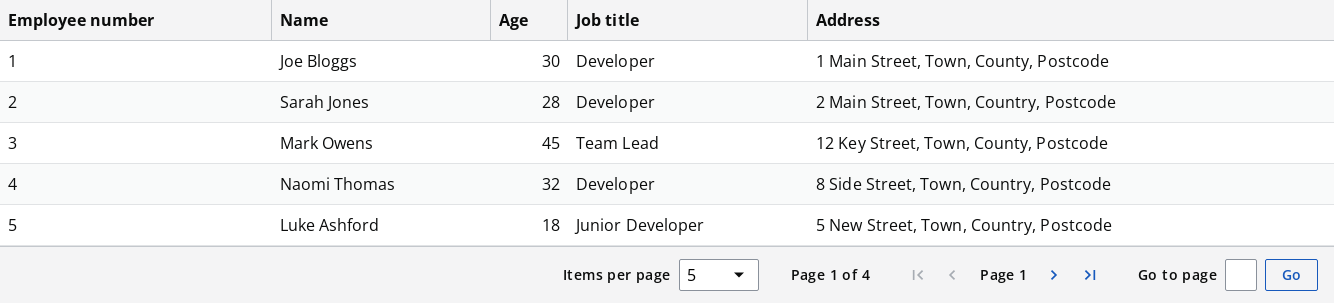 Employee number Name Age Job title Address
1 Joe Bloggs 30 Developer 1 Main Street, Town, County, Postcode
2 Sarah Jones 28 Developer 2 Main Street, Town, Country, Postcode
3 Mark Owens 45 Team Lead 12 Key Street, Town, County, Postcode
4 Naomi Thomas 32 Developer 8 Side Street, Town, Country, Postcode
5 Luke Ashford 18 Junior Developer 5 New Street, Town, Country, Postcode
Items per page 5 Page 1 of 4 Page 1 Go to page Go